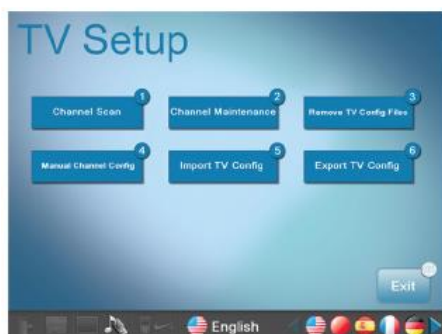 TV Setup
1
Channel Scan
2
Channel Maintenance
3
Remove TV Config Files
4
Manual Channel Config
5
Import TV Config
6
Export TV Config
Exit
English